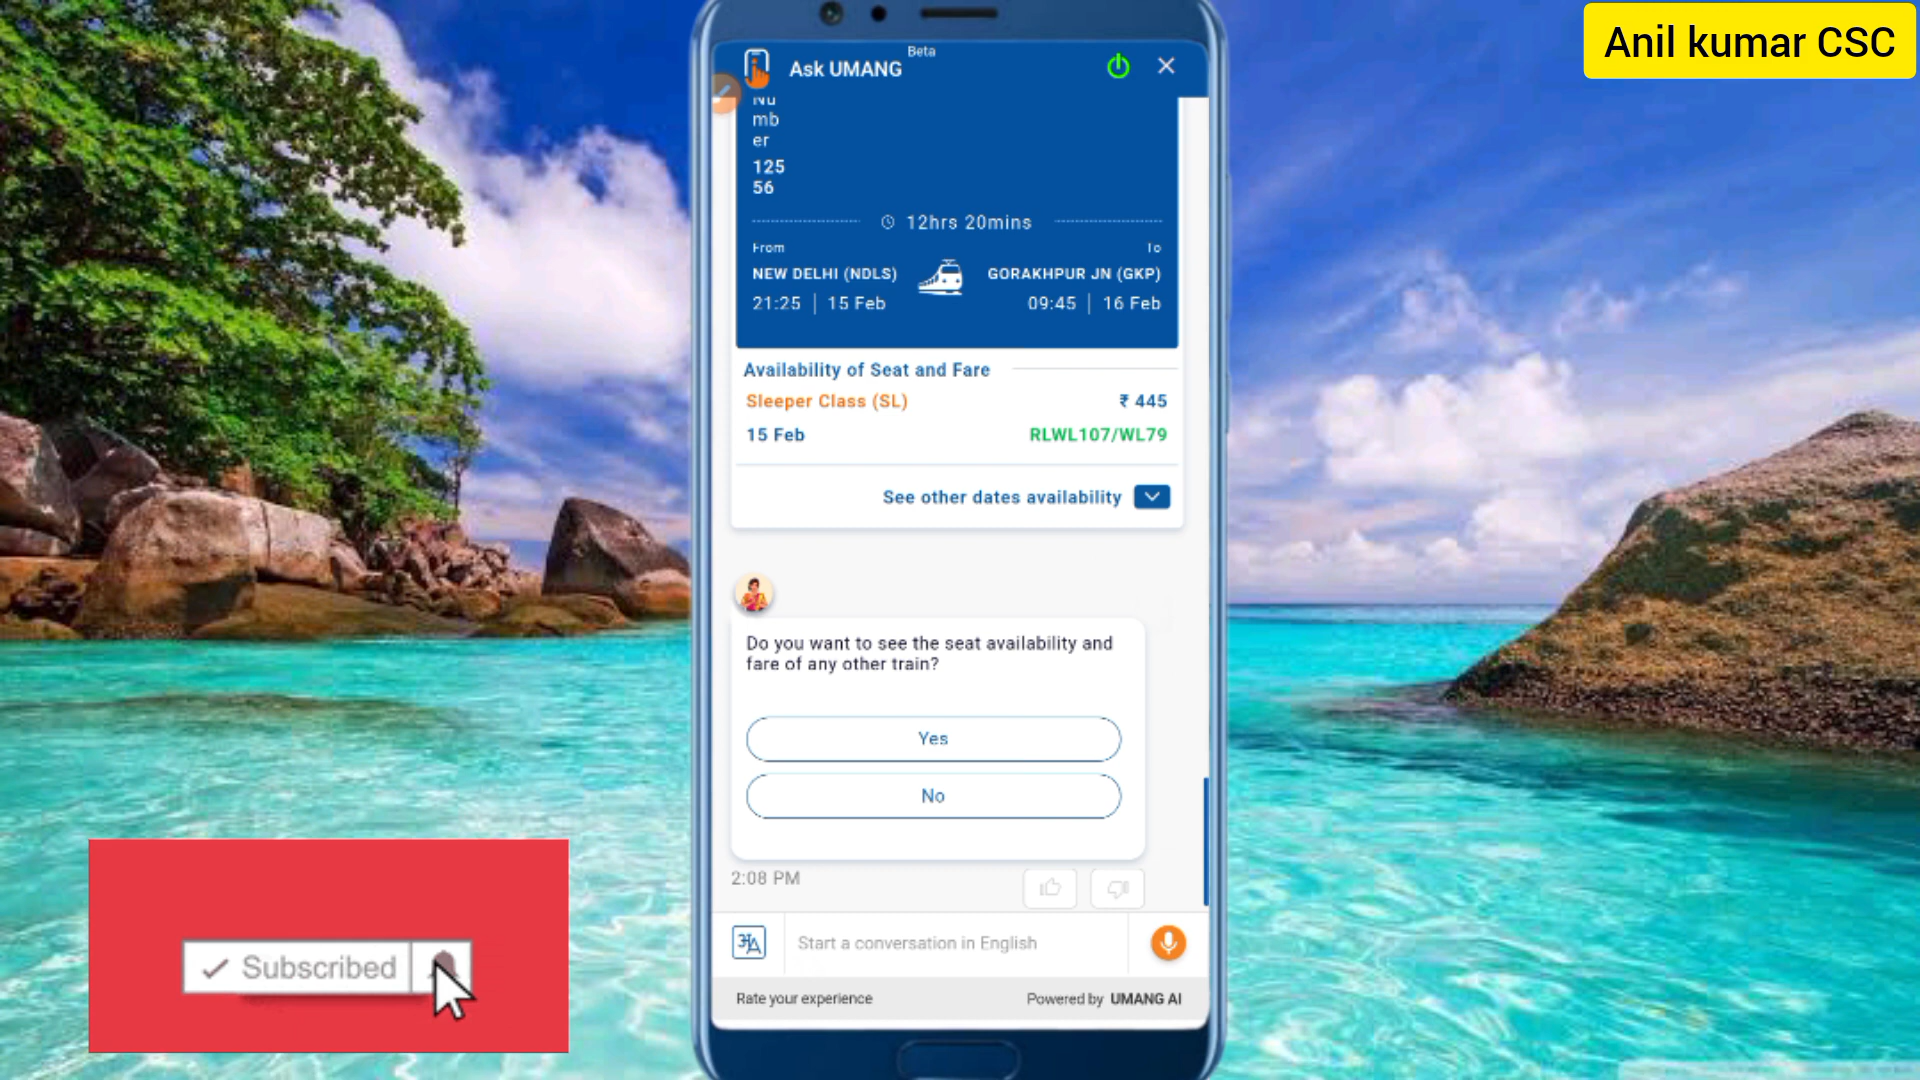 Anil kumar CSC
Beta
Ask UMANG
Nu
mb
er
125
56
12hrs 20mins
From To
NEW DELHI (NDLS) GORAKHPUR JN (GKP)
21:25 | 15 Feb 09:45 | 16 Feb
Availability of Seat and Fare
Sleeper Class (SL) ₹ 445
15 Feb RLWL107/WL79
See other dates availability
Do you want to see the seat availability and
fare of any other train?
Yes
No
2:08 PM
Start a conversation in English
Rate your experience Powered by UMANG AI
Subscribed